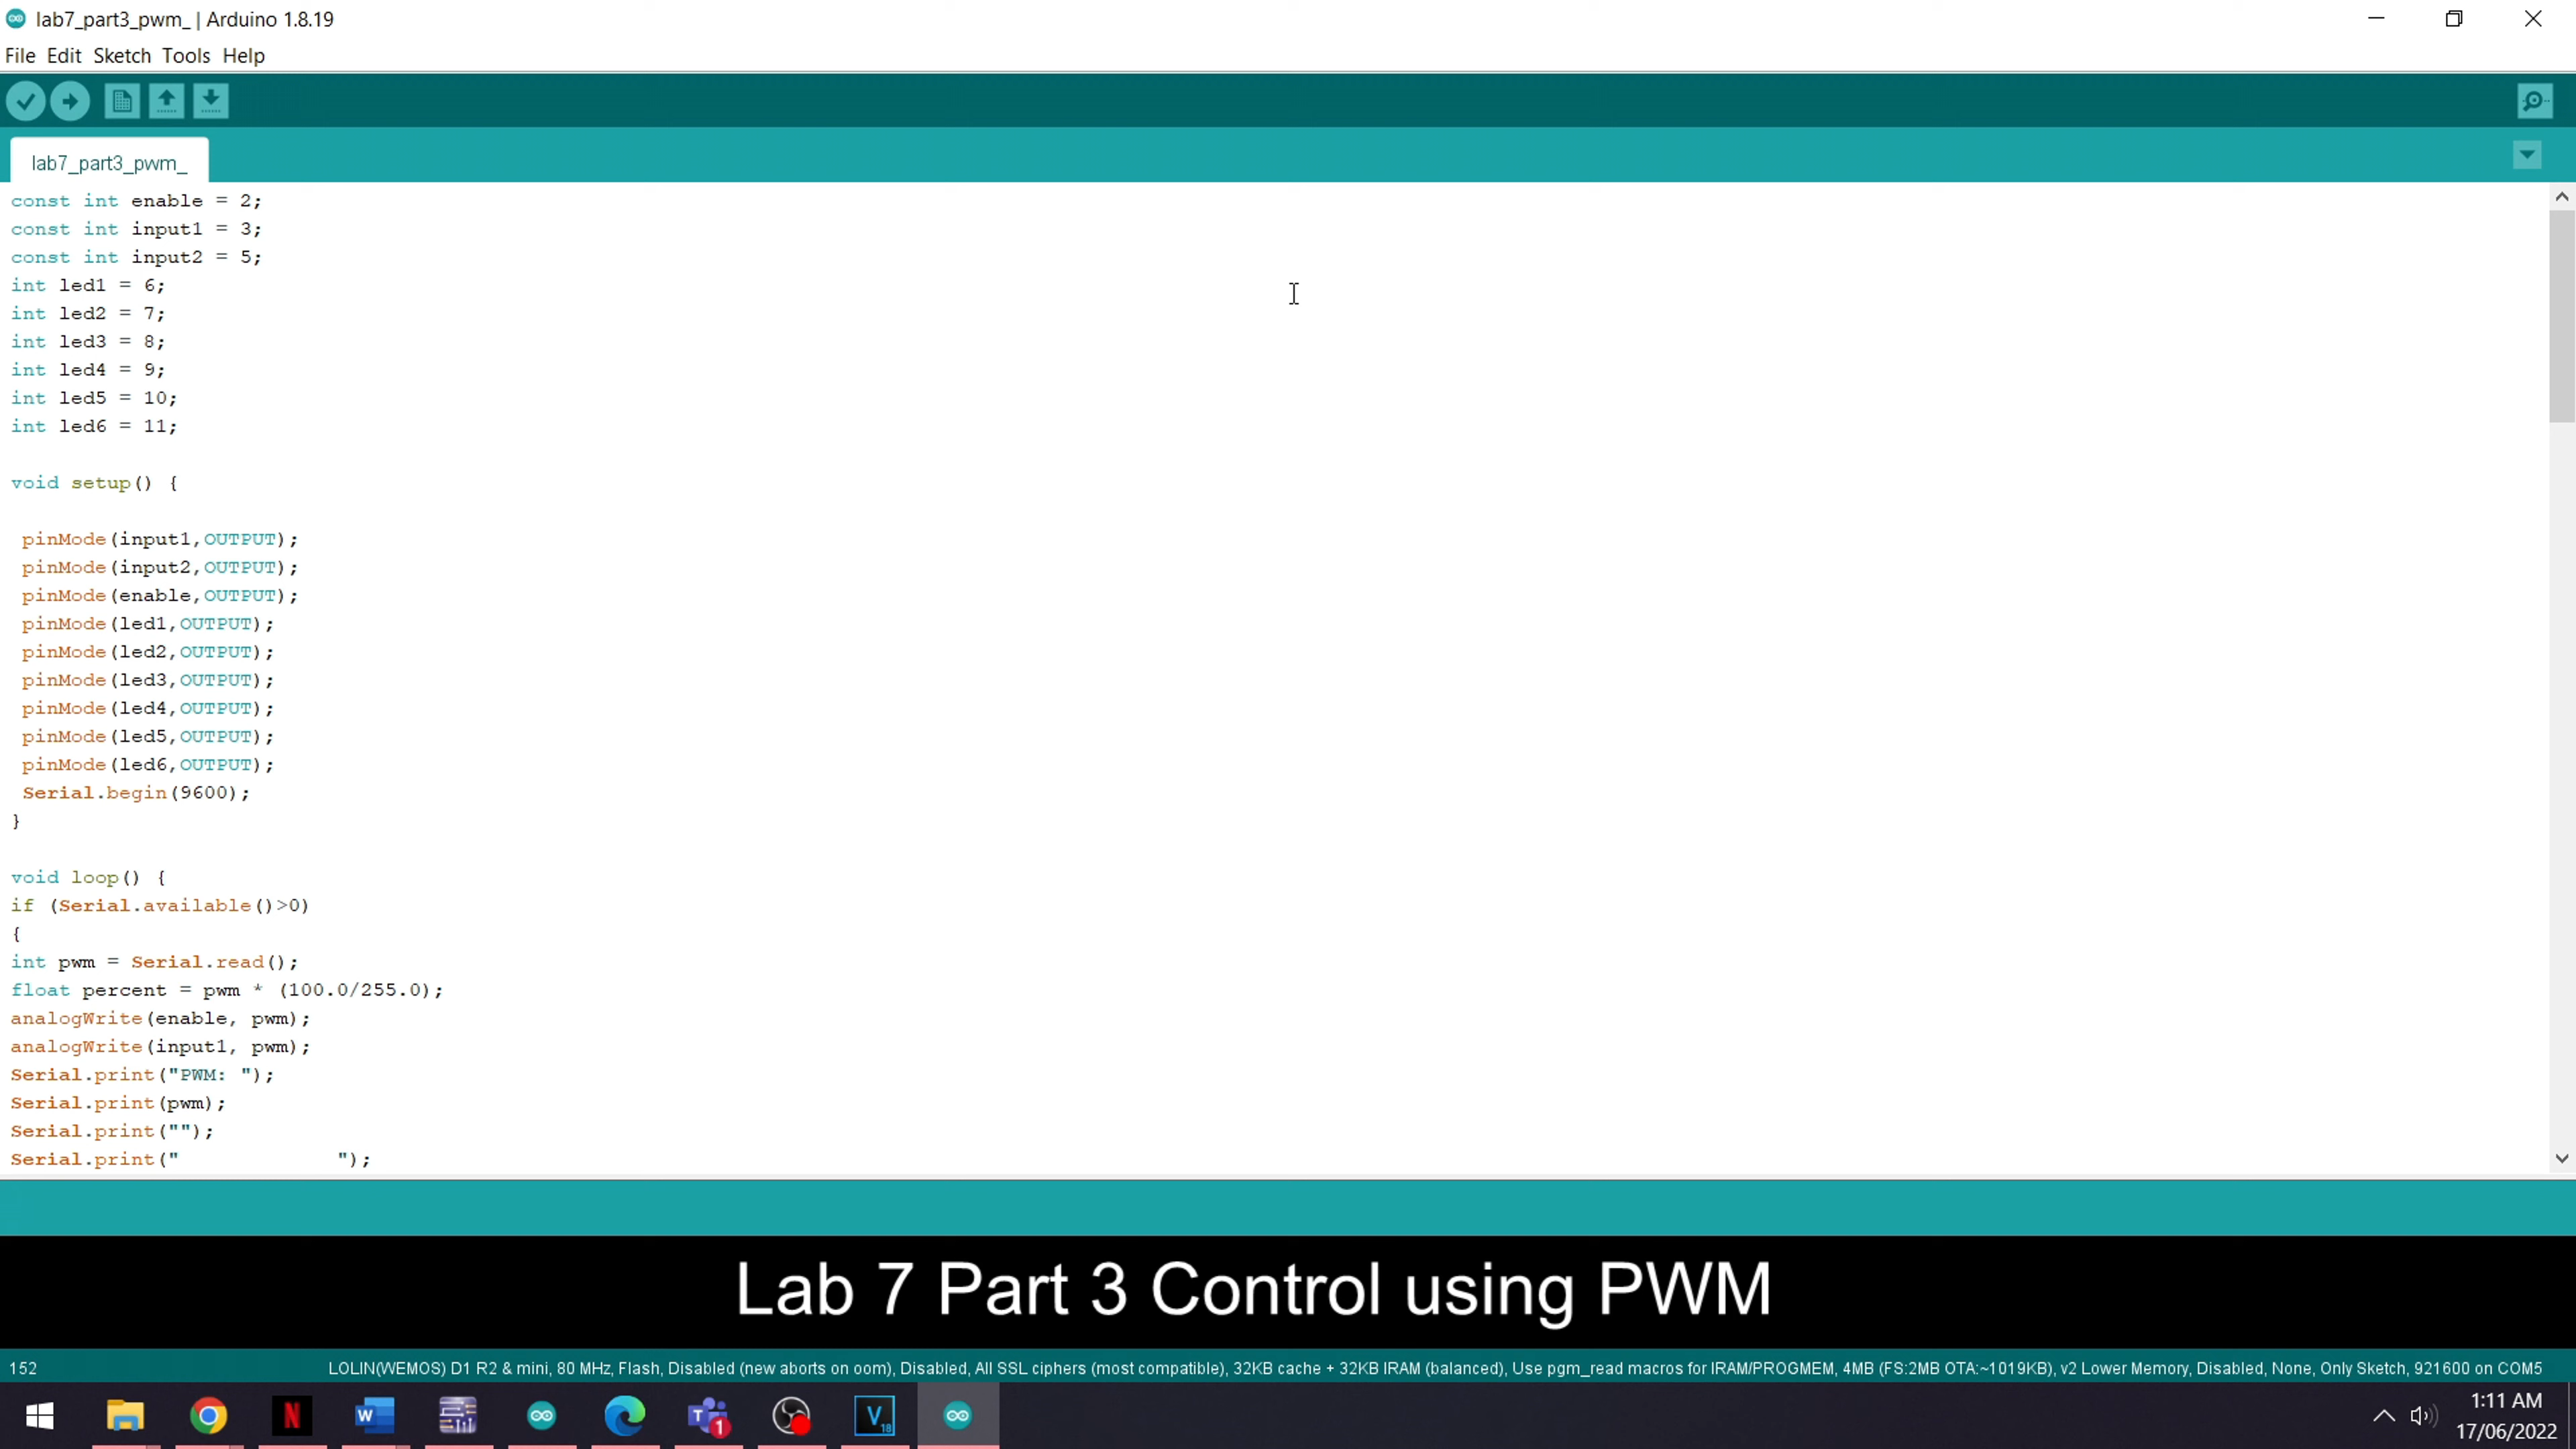 lab7_part3_pwm_ | Arduino 1.8.19
File Edit Sketch Tools Help
lab7_part3_pwm_
const int enable = 2;
const int input1 = 3;
const int input2 = 5;
int led1 = 6;
int led2 = 7;
int led3 = 8;
int led4 = 9;
int led5 = 10;
int led6 = 11;
void setup() {
pinMode(input1,OUTPUT);
pinMode(input2,OUTPUT);
pinMode(enable,OUTPUT);
pinMode(led1,OUTPUT);
pinMode(led2,OUTPUT);
pinMode(led3,OUTPUT);
pinMode(led4,OUTPUT);
pinMode(led5,OUTPUT);
pinMode(led6,OUTPUT);
Serial.begin(9600);
}
void loop() {
if (Serial.available()>0)
{
int pwm = Serial.read();
float percent = pwm * (100.0/255.0);
analogWrite(enable, pwm);
analogWrite(input1, pwm);
Serial.print("PWM: ");
Serial.print(pwm);
Serial.print("");
Serial.print("             ");
Lab 7 Part 3 Control using PWM
152 LOLIN(WEMOS) D1 R2 & mini, 80 MHz, Flash, Disabled (new aborts on oom), Disabled, All SSL ciphers (most compatible), 32KB cache + 32KB IRAM (balanced), Use pgm_read macros for IRAM/PROGMEM, 4MB (FS:2MB OTA:~1019KB), v2 Lower Memory, Disabled, None, Only Sketch, 921600 on COM5
N W T 1 V 18
1:11 AM
17/06/2022